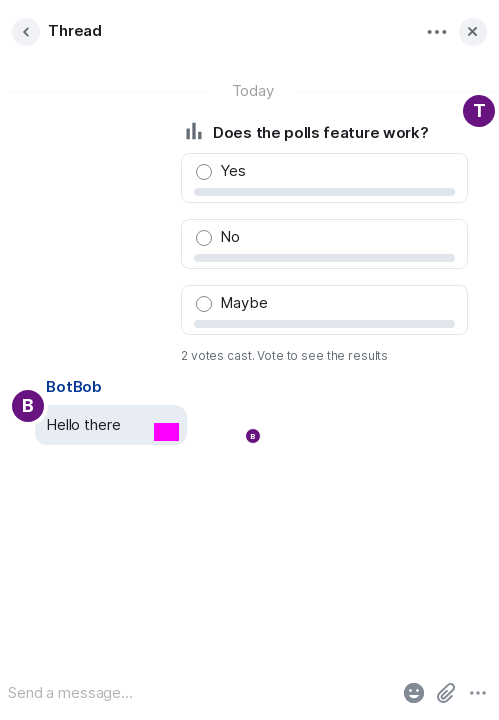 Thread
Today
T
Does the polls feature work?
Yes
No
Maybe
2 votes cast. Vote to see the results
BotBob
B
Hello there
B
Send a message…